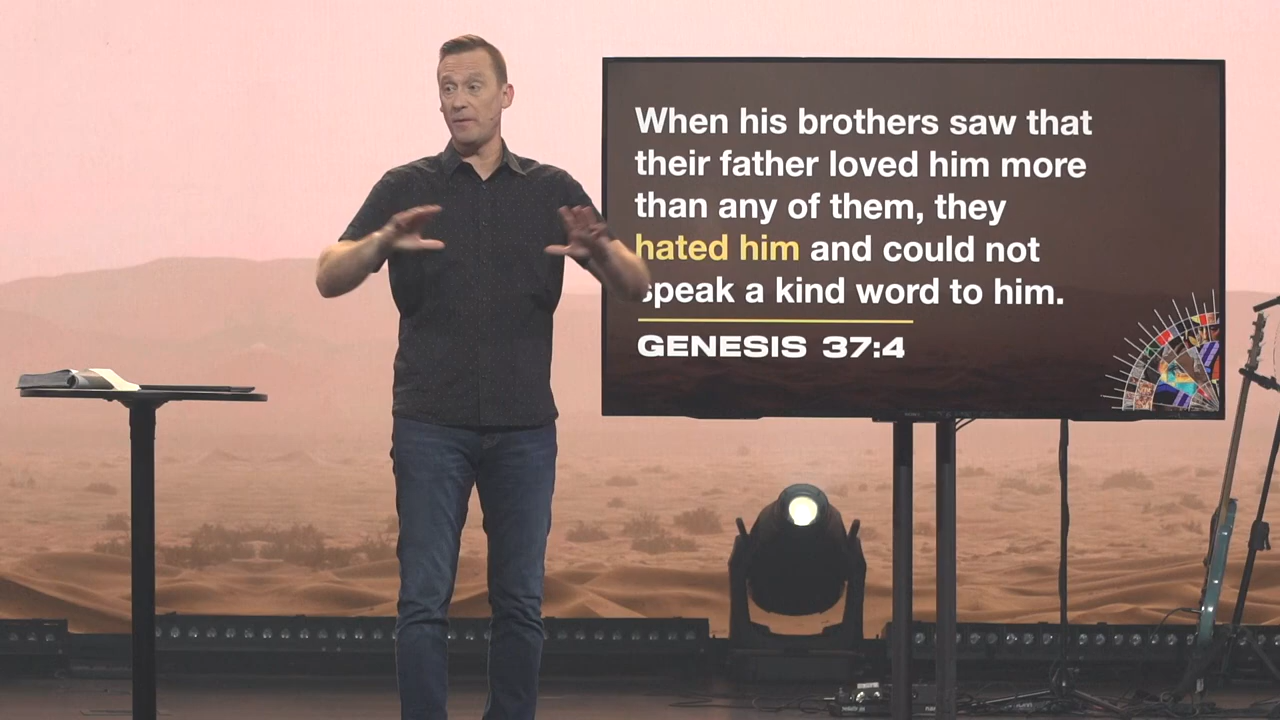 When his brothers saw that
their father loved him more
than any of them, they
hated him and could not
speak a kind word to him.
GENESIS 37:4